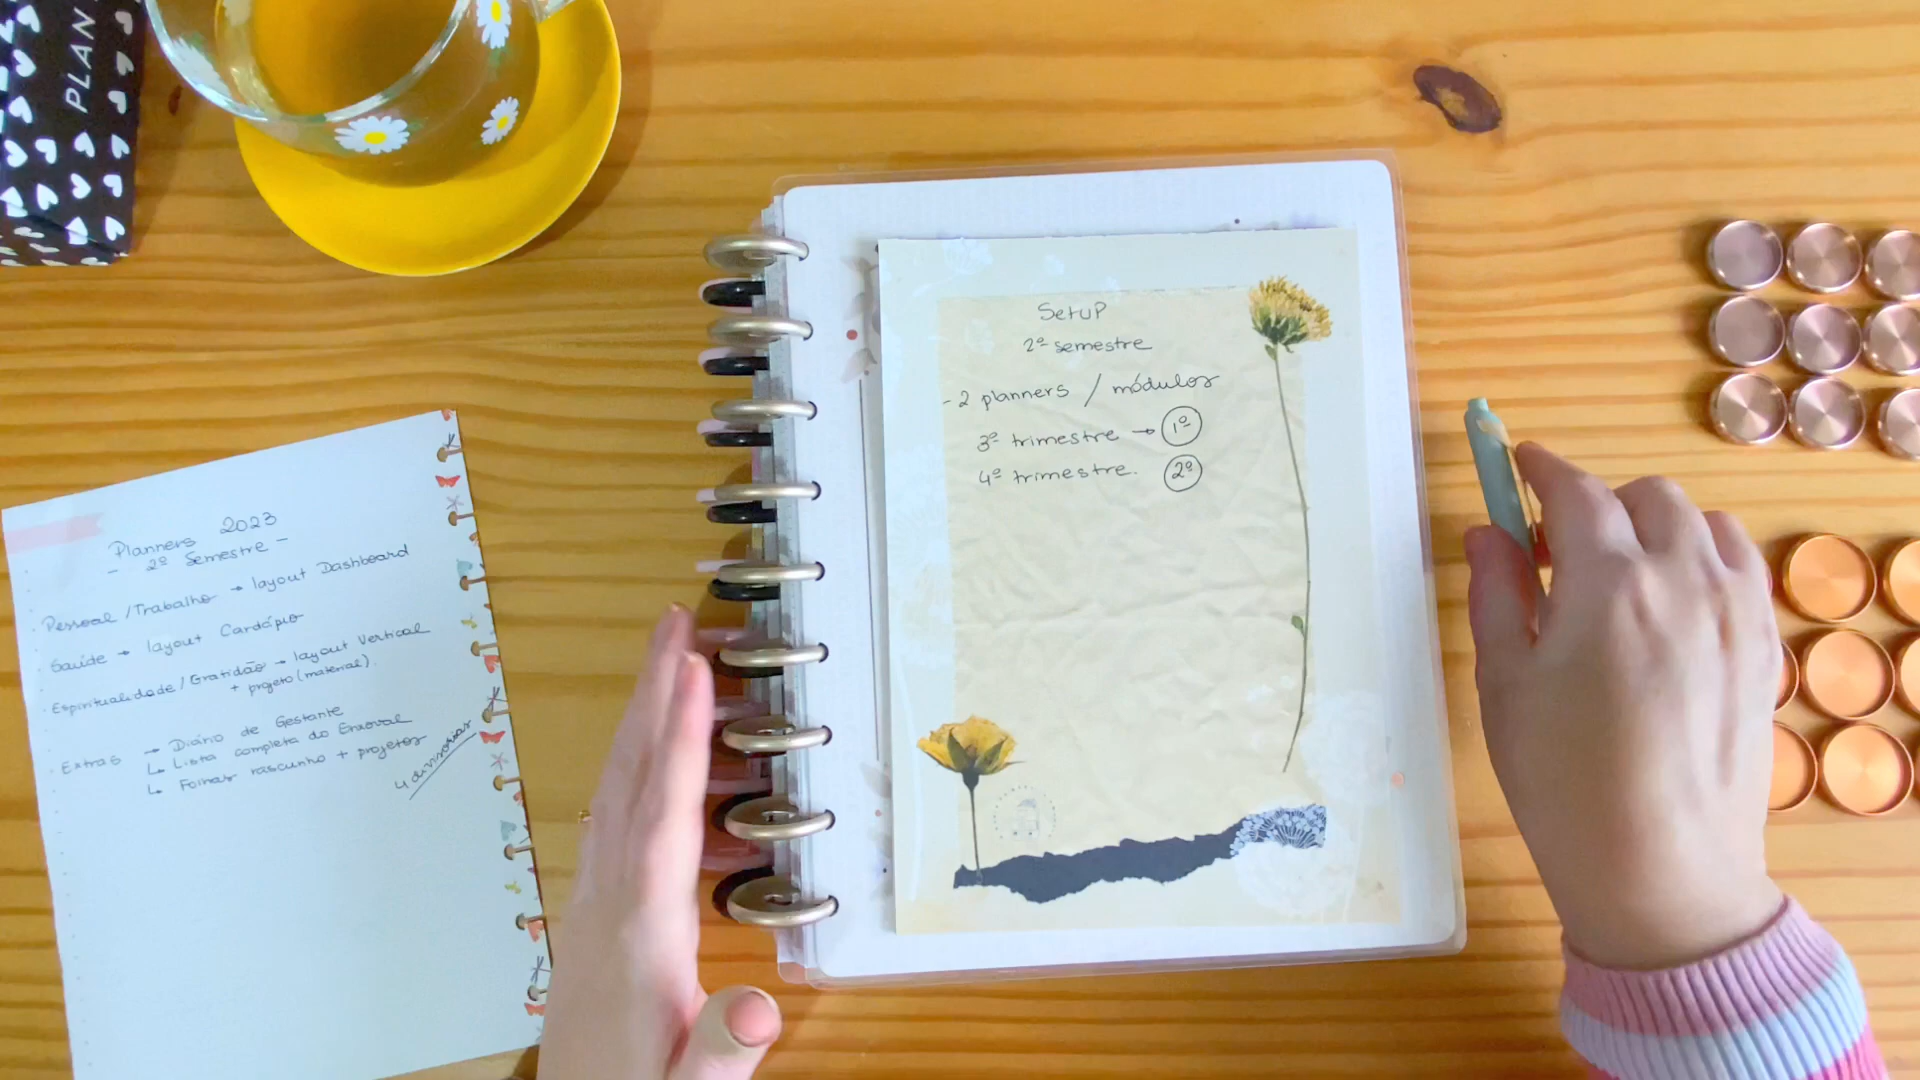 PLAN
Planners 2023
- 2º Semestre -
Pessoal / Trabalho → layout Dashboard
Saúde → layout Cardápio
Espiritualidade / Gratidão → layout Vertical
+ projeto (material)
Extras → Diário de Gestante
↳ Lista completa do Enxoval
↳ Folhas rascunho + projetos
4 divisórias
Setup
2º semestre
- 2 planners / módulos
3º trimestre → 1º
4º trimestre. 2º